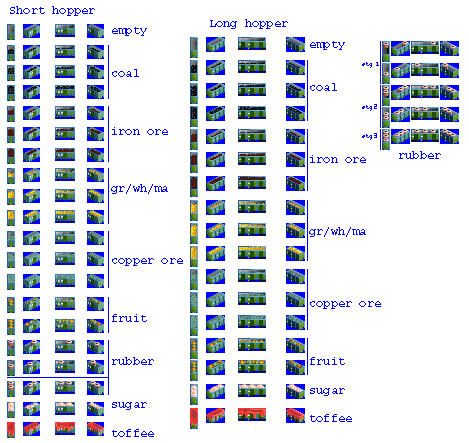 Short hopper
empty
coal
iron ore
gr/wh/ma
copper ore
fruit
rubber
sugar
toffee
Long hopper
empty
coal
iron ore
gr/wh/ma
copper ore
fruit
sugar
toffee
stg 1
stg 2
stg 3
rubber